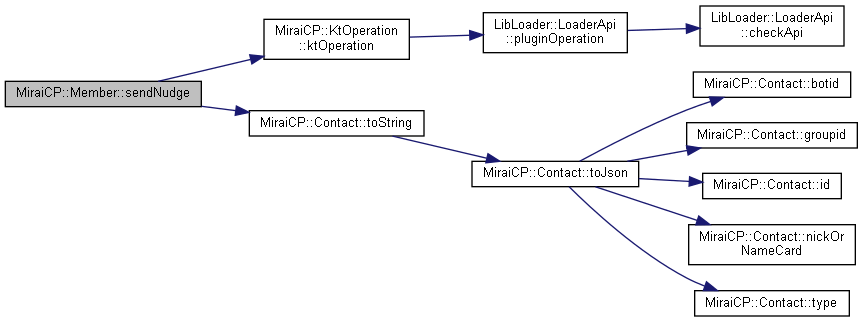 MiraiCP::Member::sendNudge
MiraiCP::KtOperation
::ktOperation
LibLoader::LoaderApi
::pluginOperation
LibLoader::LoaderApi
::checkApi
MiraiCP::Contact::toString
MiraiCP::Contact::toJson
MiraiCP::Contact::botid
MiraiCP::Contact::groupid
MiraiCP::Contact::id
MiraiCP::Contact::nickOr
NameCard
MiraiCP::Contact::type